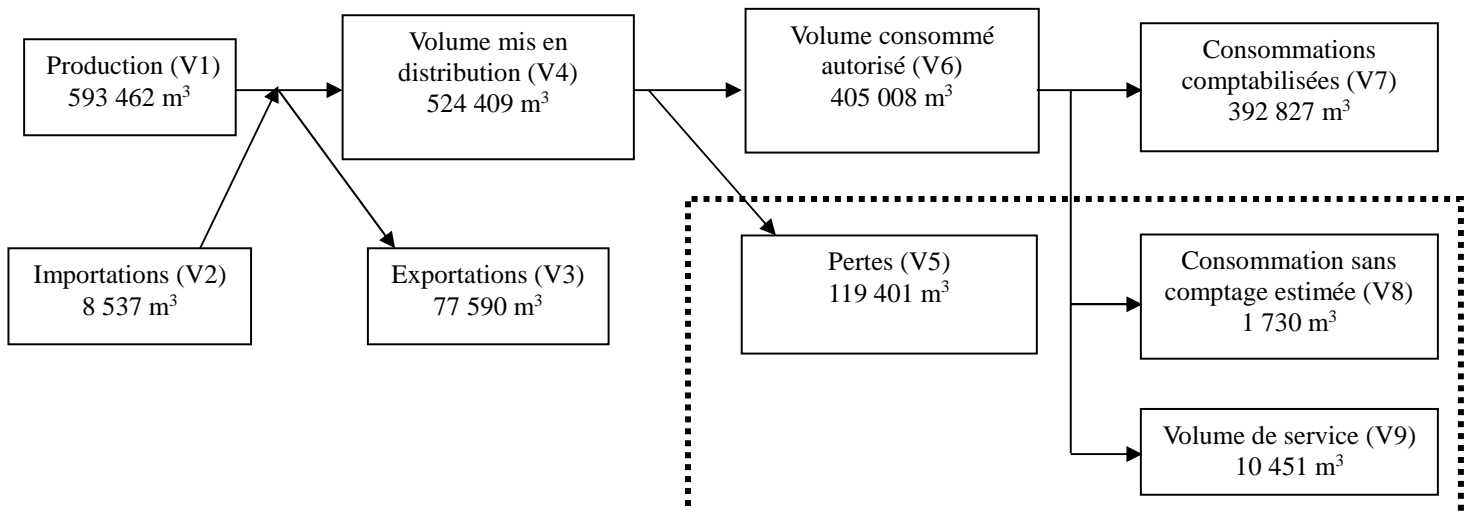 Production (V1)
593 462 m³
Volume mis en
distribution (V4)
524 409 m³
Volume consommé
autorisé (V6)
405 008 m³
Consommations
comptabilisées (V7)
392 827 m³
Importations (V2)
8 537 m³
Exportations (V3)
77 590 m³
Pertes (V5)
119 401 m³
Consommation sans
comptage estimée (V8)
1 730 m³
Volume de service (V9)
10 451 m³